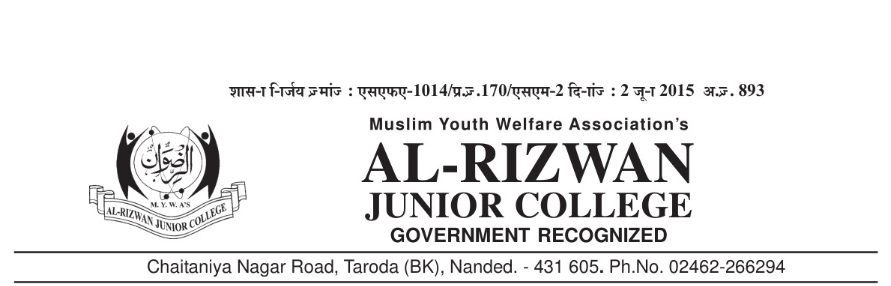 शास-ा ि-र्जय ज़्मांज : एसएफए-1014/प्र.ज़्.170/एसएम-2 दि-ांज : 2 जू-ा 2015 अ.ज़्. 893
Muslim Youth Welfare Association's
AL-RIZWAN
JUNIOR COLLEGE
GOVERNMENT RECOGNIZED
الرضوان
M. Y. W. A'S
AL-RIZWAN JUNIOR COLLEGE
Chaitaniya Nagar Road, Taroda (BK), Nanded. - 431 605. Ph.No. 02462-266294